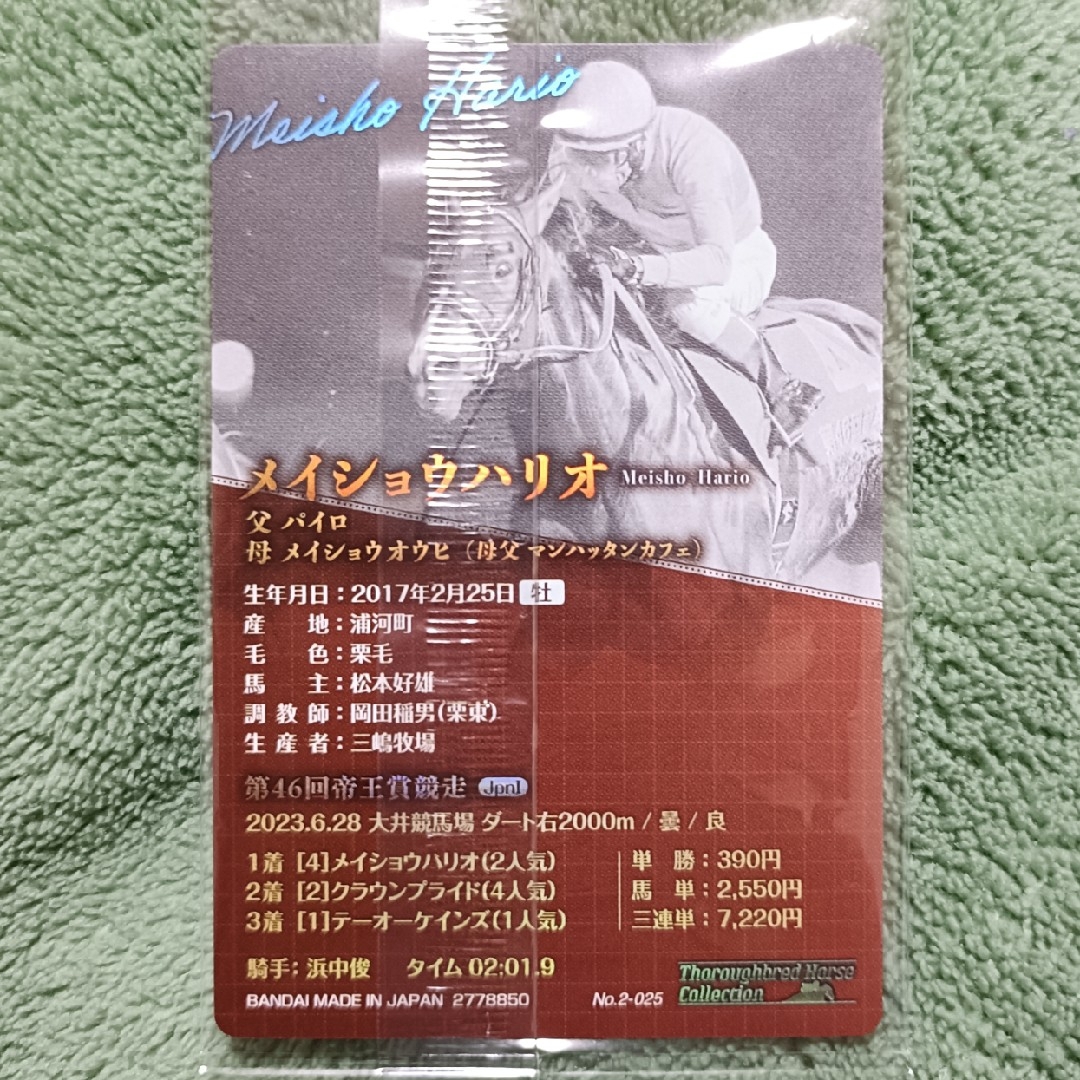 Meisho Hario
メイショウハリオ Meisho Hario
父 パイロ
母 メイショウオウヒ（母父 マンハッタンカフェ）
生年月日：2017年2月25日 牡
産地：浦河町
毛色：栗毛
馬主：松本好雄
調教師：岡田稲男(栗東)
生産者：三嶋牧場
第46回帝王賞競走 JpnI
2023.6.28 大井競馬場 ダート右2000m / 曇 / 良
1着 [4]メイショウハリオ(2人気) 単勝：390円
2着 [2]クラウンプライド(4人気) 馬単：2,550円
3着 [1]テーオーケインズ(1人気) 三連単：7,220円
騎手；浜中俊 タイム 02:01.9
BANDAI MADE IN JAPAN 2778850 No.2-025
Thoroughbred Horse
Collection